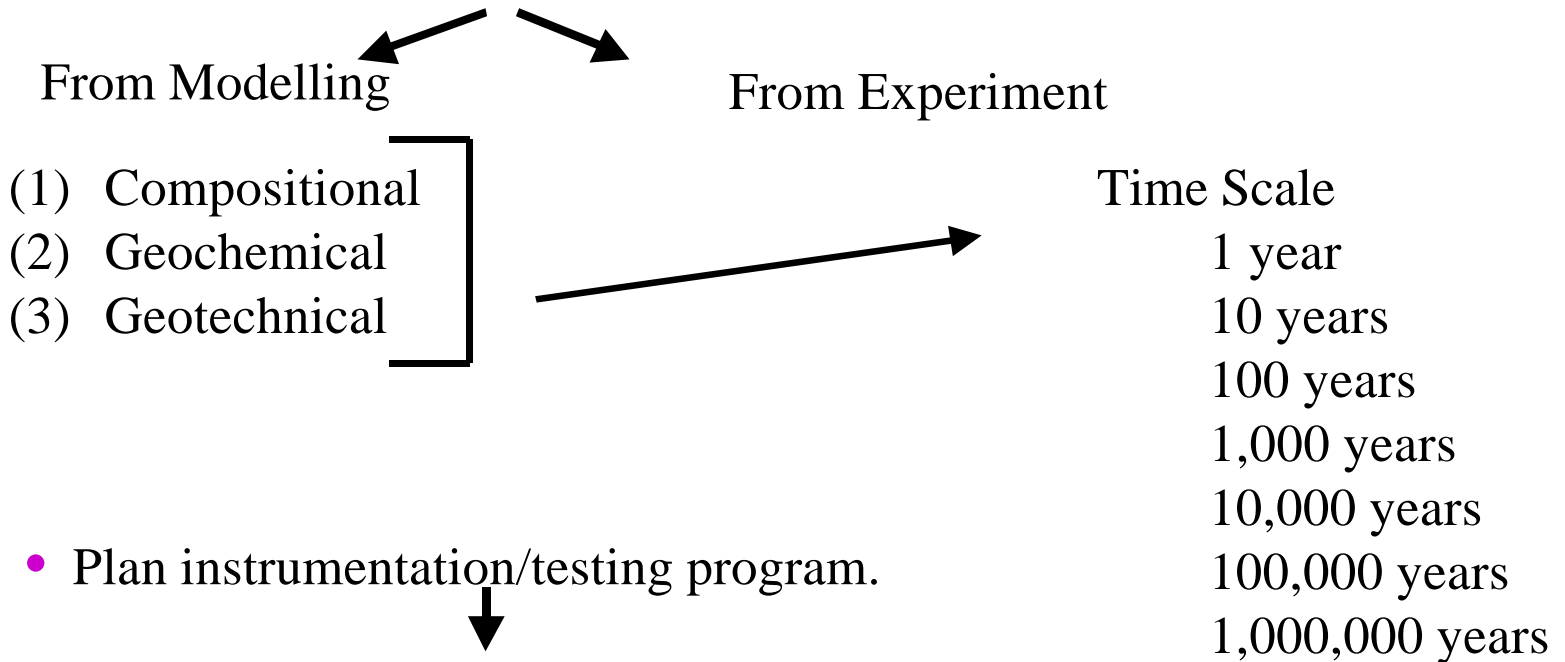 From Modelling
From Experiment
(1) Compositional
(2) Geochemical
(3) Geotechnical
Time Scale
1 year
10 years
100 years
1,000 years
10,000 years
100,000 years
1,000,000 years
• Plan instrumentation/testing program.